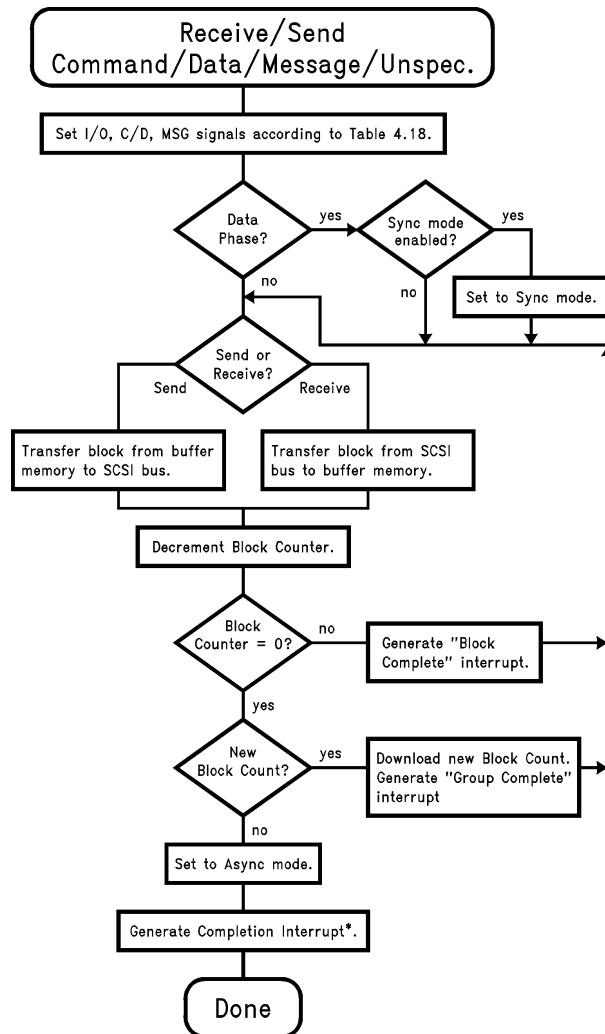 Receive/Send
Command/Data/Message/Unspec.
Set I/O, C/D, MSG signals according to Table 4.18.
Data
Phase?
yes
Sync mode
enabled?
yes
no
no
Set to Sync mode.
Send or
Receive?
Send
Receive
Transfer block from buffer
memory to SCSI bus.
Transfer block from SCSI
bus to buffer memory.
Decrement Block Counter.
Block
Counter = 0?
no
Generate "Block
Complete" interrupt.
yes
New
Block Count?
yes
Download new Block Count.
Generate "Group Complete"
interrupt
no
Set to Async mode.
Generate Completion Interrupt*.
Done